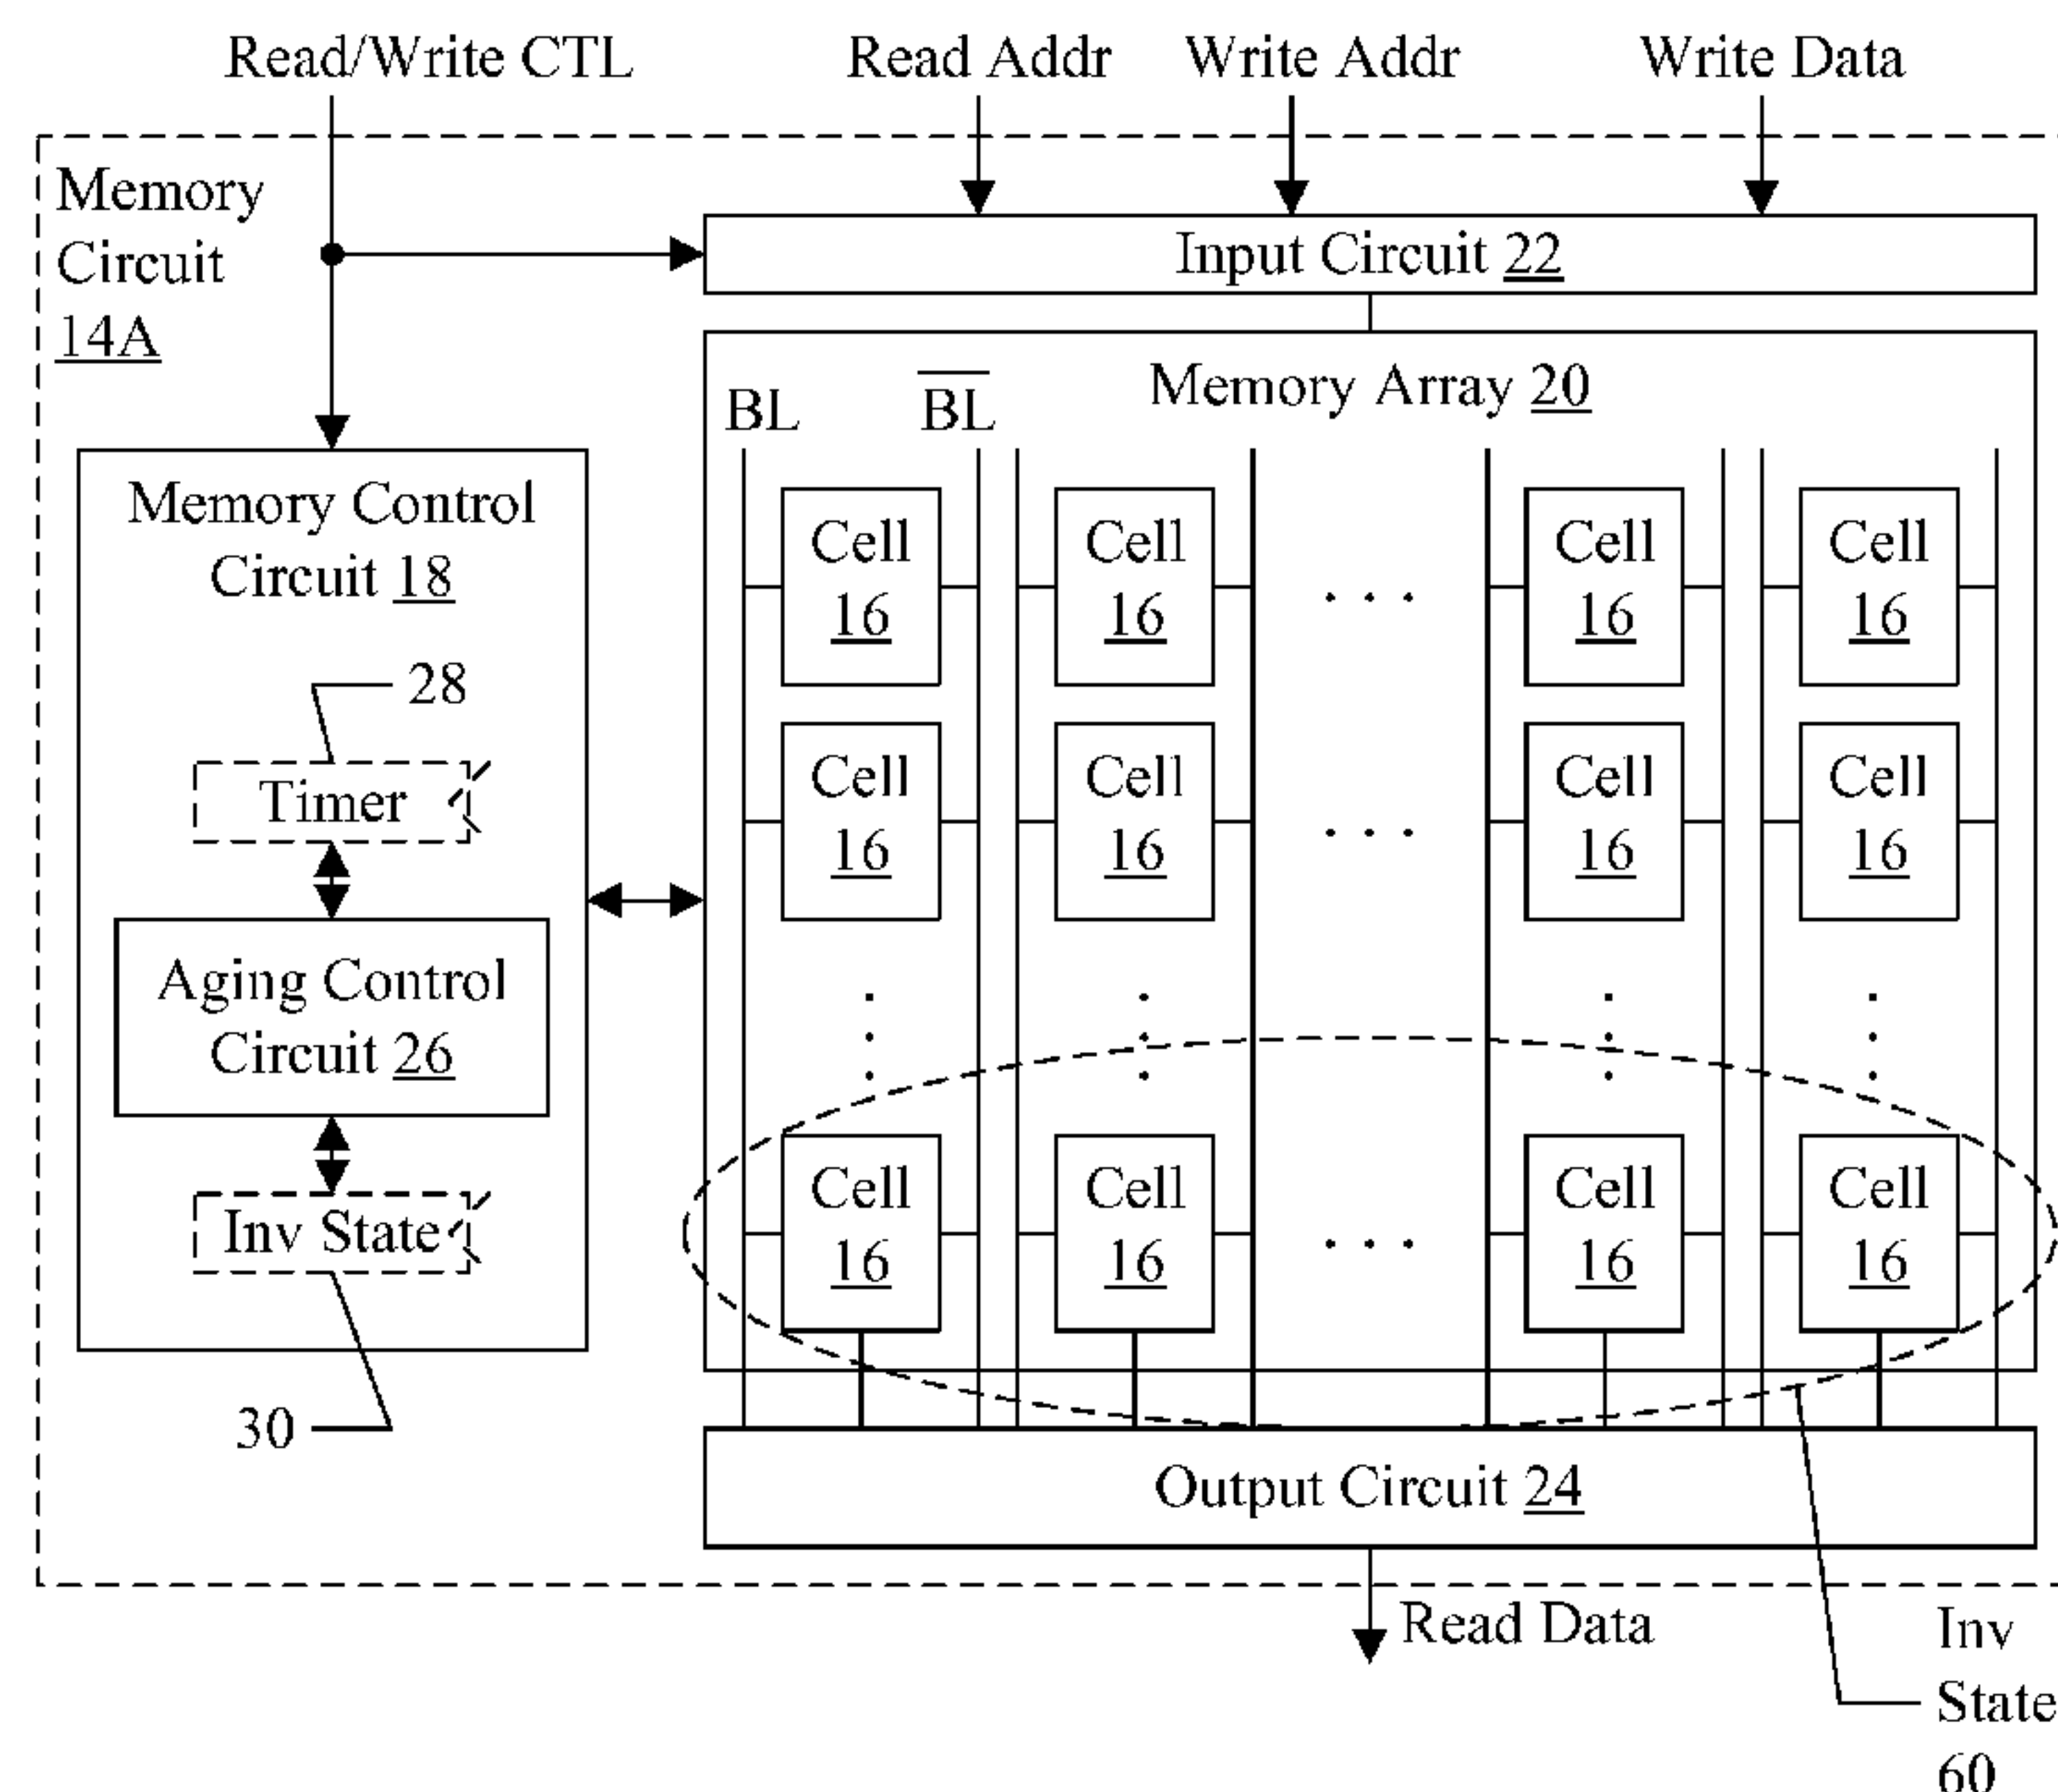 Read/Write CTL
Read Addr
Write Addr
Write Data
Memory
Circuit
14A
Input Circuit 22
Memory Array 20
BL
B̅L̅
Memory Control
Circuit 18
28
Timer
Aging Control
Circuit 26
Inv State
30
Cell
16
Cell
16
. . .
Cell
16
Cell
16
Cell
16
Cell
16
. . .
Cell
16
Cell
16
Cell
16
Cell
16
. . .
Cell
16
Cell
16
Output Circuit 24
Read Data
Inv
State
60